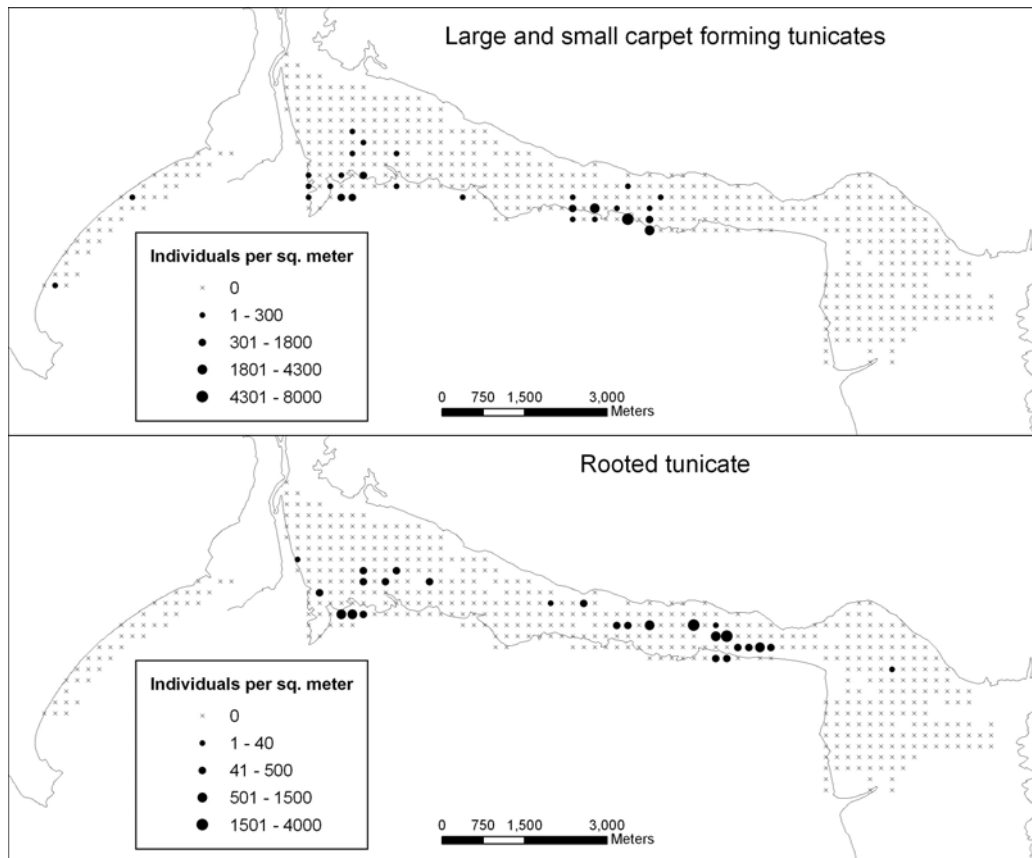 Large and small carpet forming tunicates
Individuals per sq. meter
0
1 - 300
301 - 1800
1801 - 4300
4301 - 8000
0 750 1,500 3,000
Meters
Rooted tunicate
Individuals per sq. meter
0
1 - 40
41 - 500
501 - 1500
1501 - 4000
0 750 1,500 3,000
Meters